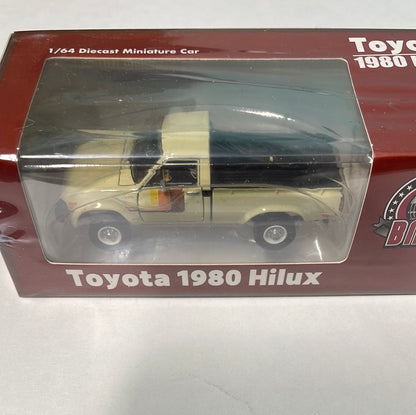 1/64 Diecast Miniature Car
Toyo
1980
Toyota 1980 Hilux
B